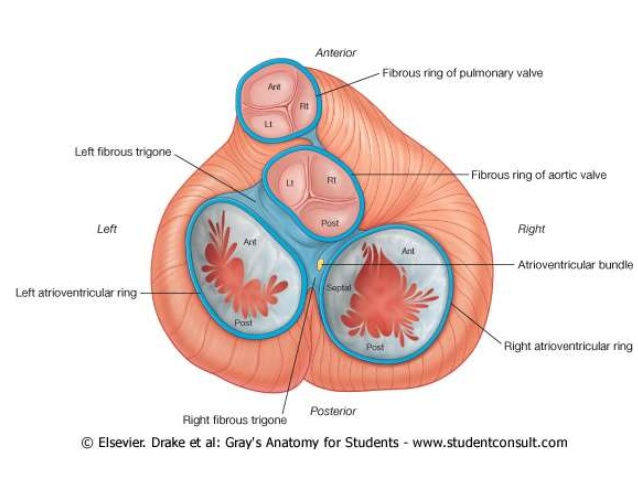 Anterior
Fibrous ring of pulmonary valve
Ant
Rt
Lt
Left fibrous trigone
Fibrous ring of aortic valve
Lt
Rt
Post
Left
Right
Ant
Ant
Atrioventricular bundle
Septal
Left atrioventricular ring
Post
Post
Right atrioventricular ring
Posterior
Right fibrous trigone
© Elsevier. Drake et al: Gray's Anatomy for Students - www.studentconsult.com